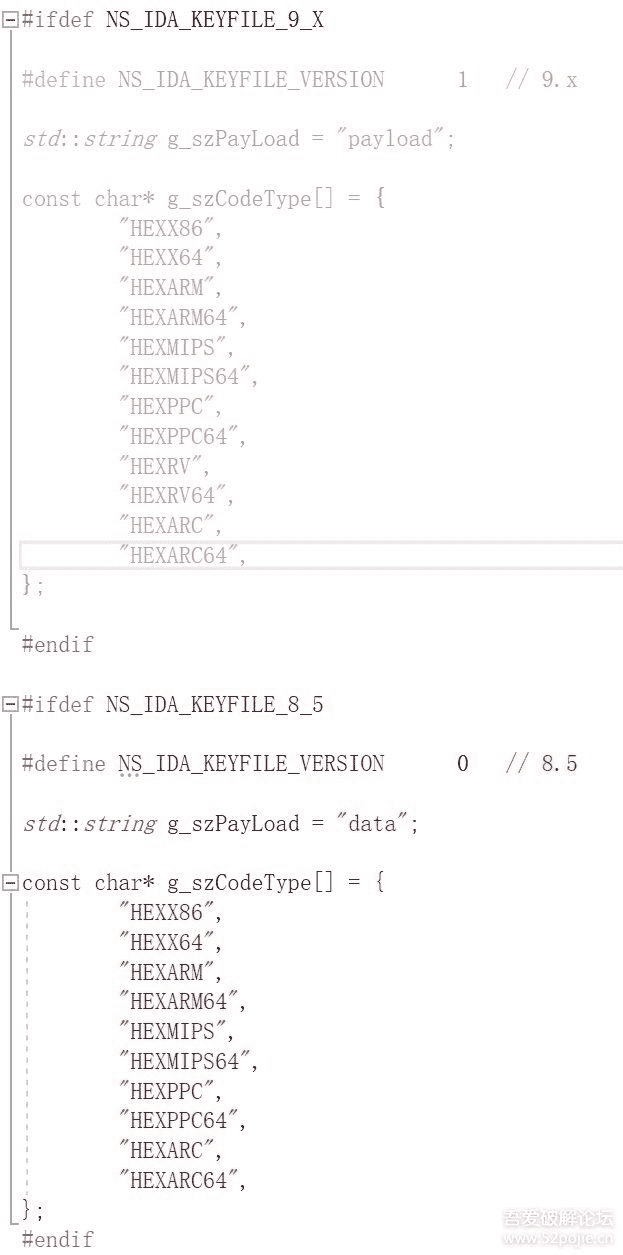 #ifdef NS_IDA_KEYFILE_9_X
#define NS_IDA_KEYFILE_VERSION      1   // 9.x
std::string g_szPayLoad = "payload";
const char* g_szCodeType[] = {
        "HEXX86",
        "HEXX64",
        "HEXARM",
        "HEXARM64",
        "HEXMIPS",
        "HEXMIPS64",
        "HEXPPC",
        "HEXPPC64",
        "HEXRV",
        "HEXRV64",
        "HEXARC",
        "HEXARC64",
};
#endif
#ifdef NS_IDA_KEYFILE_8_5
#define NS_IDA_KEYFILE_VERSION      0   // 8.5
std::string g_szPayLoad = "data";
const char* g_szCodeType[] = {
        "HEXX86",
        "HEXX64",
        "HEXARM",
        "HEXARM64",
        "HEXMIPS",
        "HEXMIPS64",
        "HEXPPC",
        "HEXPPC64",
        "HEXARC",
        "HEXARC64",
};
#endif
吾爱破解论坛
www.52pojie.cn